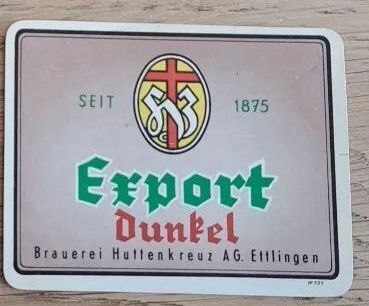 SEIT 1875
Export
Dunkel
Brauerei Huttenkreuz AG. Ettlingen